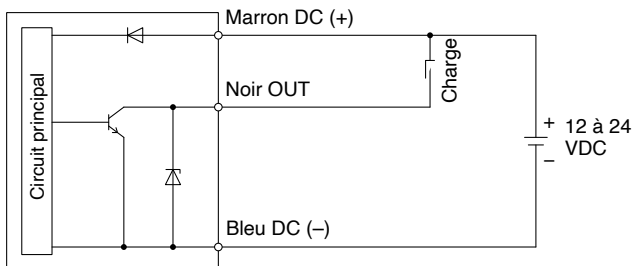 Marron DC (+)
Noir OUT
Charge
Circuit principal
+ 12 à 24
VDC
–
Bleu DC (–)